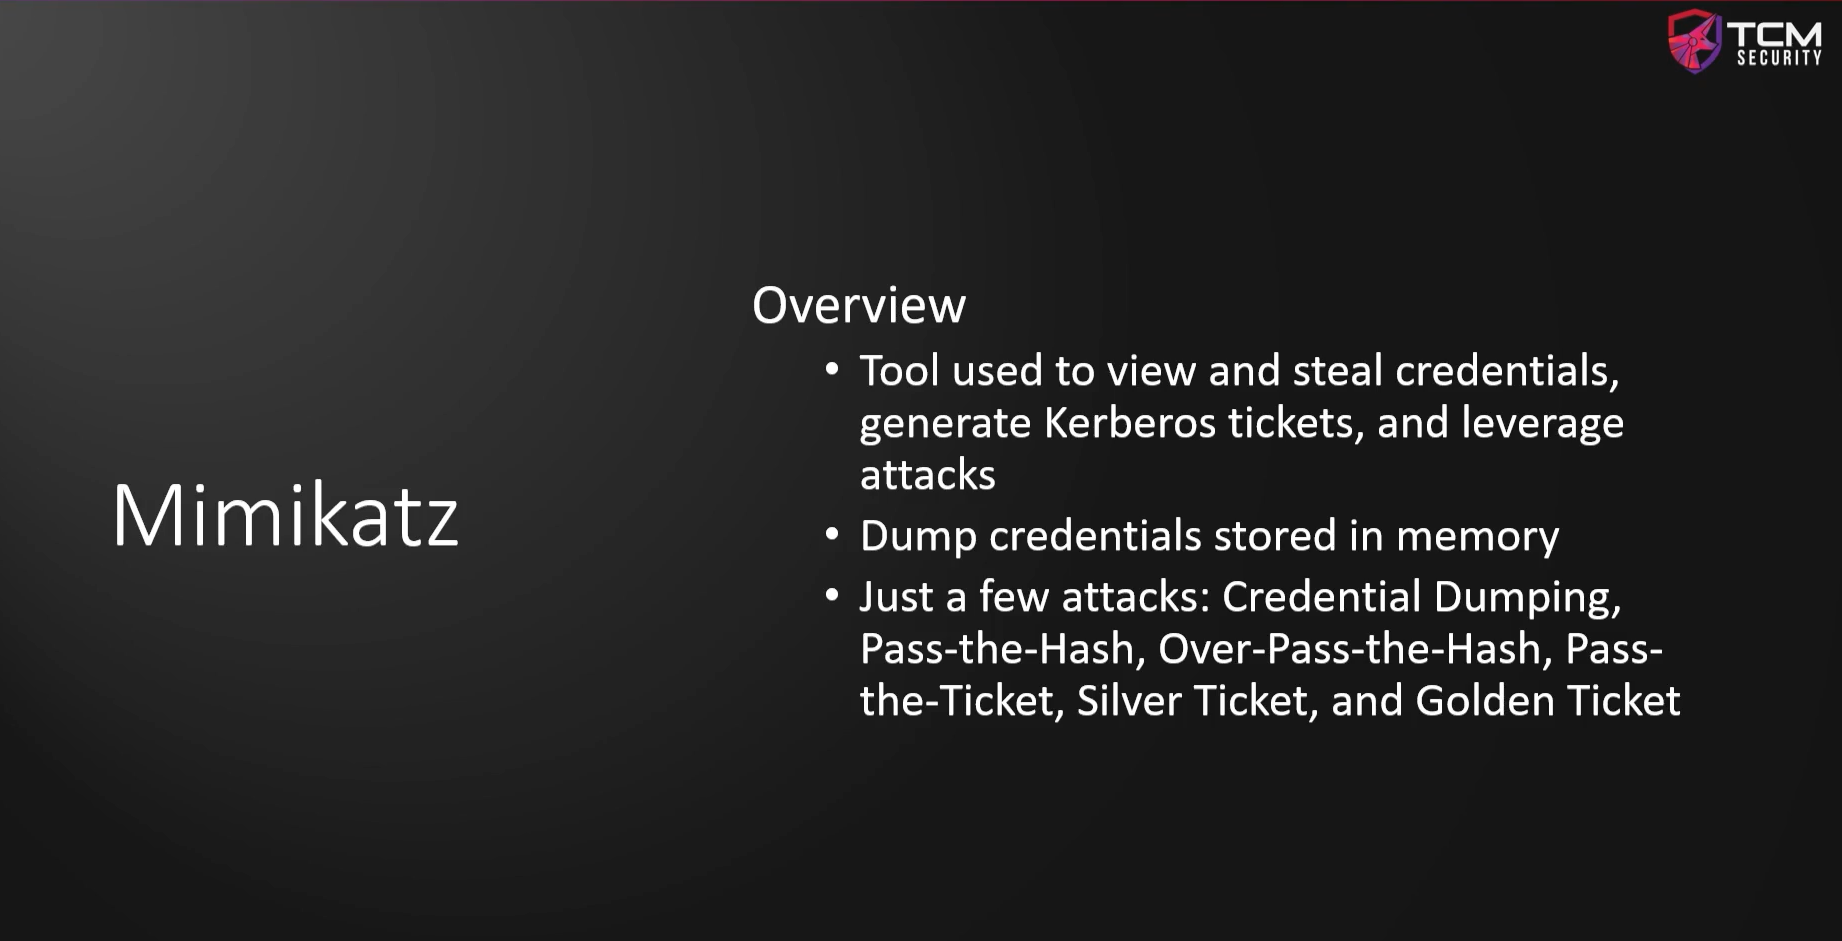 TCM
SECURITY
Mimikatz
Overview
• Tool used to view and steal credentials,
generate Kerberos tickets, and leverage
attacks
• Dump credentials stored in memory
• Just a few attacks: Credential Dumping,
Pass-the-Hash, Over-Pass-the-Hash, Pass-
the-Ticket, Silver Ticket, and Golden Ticket